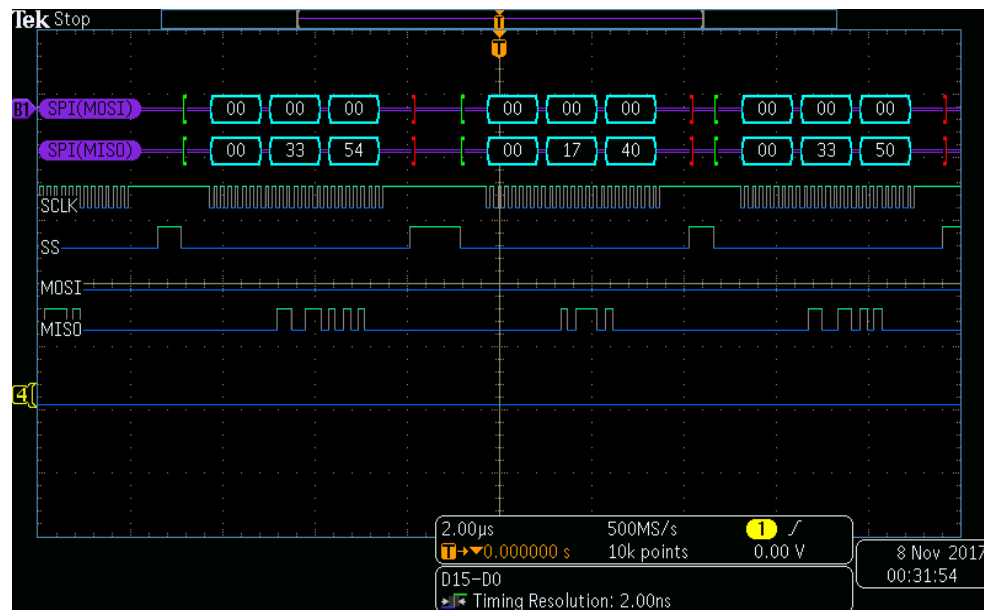 Tek Stop
T
T
B1 SPI(MOSI) 00 00 00 00 00 00 00 00 00
SPI(MISO) 00 33 54 00 17 40 00 33 50
SCLK
SS
MOSI
MISO
4
2.00µs 500MS/s 1
T→▼0.000000 s 10k points 0.00 V
8 Nov 2017
00:31:54
D15-D0
Timing Resolution: 2.00ns